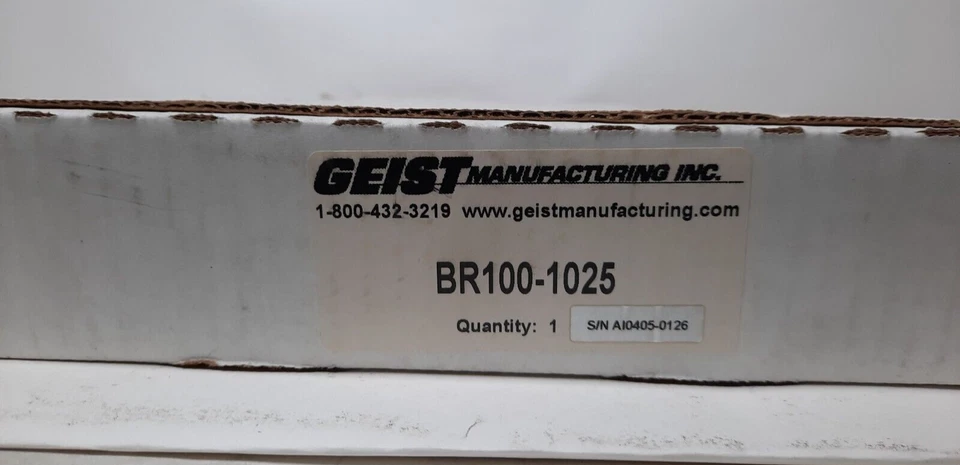 GEIST MANUFACTURING INC.
1-800-432-3219 www.geistmanufacturing.com
BR100-1025
Quantity: 1 S/N AI0405-0126